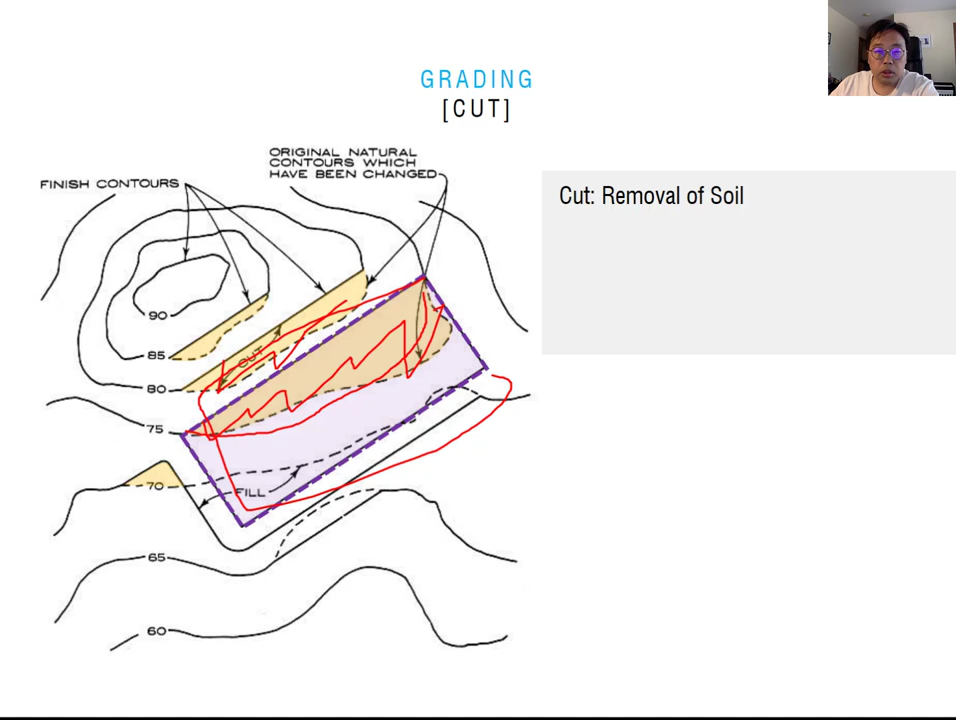 GRADING
[CUT]
ORIGINAL NATURAL
CONTOURS WHICH
HAVE BEEN CHANGED
FINISH CONTOURS
Cut: Removal of Soil
90
85
CUT
80
75
70
FILL
65
60